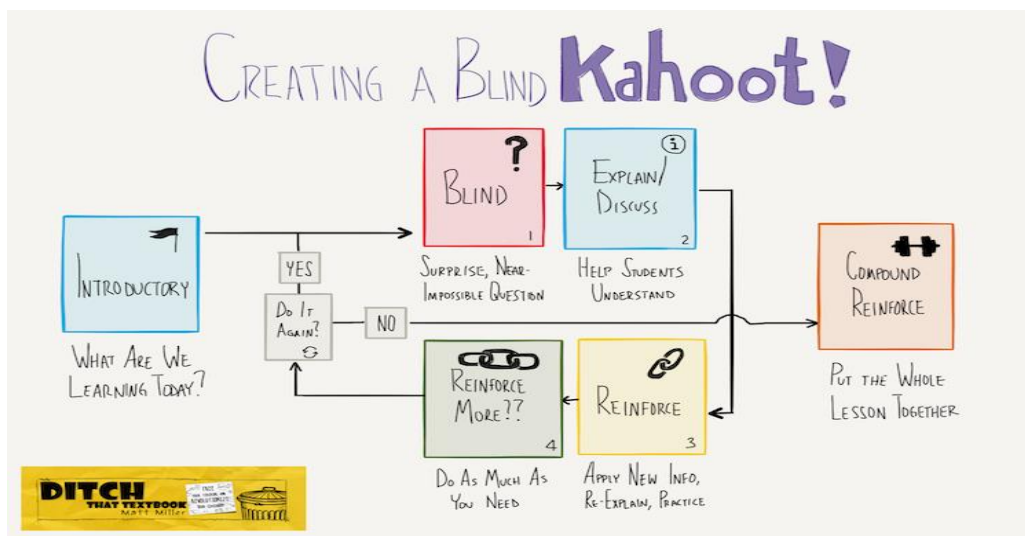 CREATING A BLIND Kahoot!
?
BLIND
1
SURPRISE, NEAR-
IMPOSSIBLE QUESTION
i
EXPLAIN/
DISCUSS
2
HELP STUDENTS
UNDERSTAND
INTRODUCTORY
WHAT ARE WE
LEARNING TODAY?
YES
DO IT
AGAIN?
NO
COMPOUND
REINFORCE
PUT THE WHOLE
LESSON TOGETHER
REINFORCE
MORE??
4
DO AS MUCH AS
YOU NEED
REINFORCE
3
APPLY NEW INFO,
RE-EXPLAIN, PRACTICE
DITCH
THAT TEXTBOOK
Matt Miller